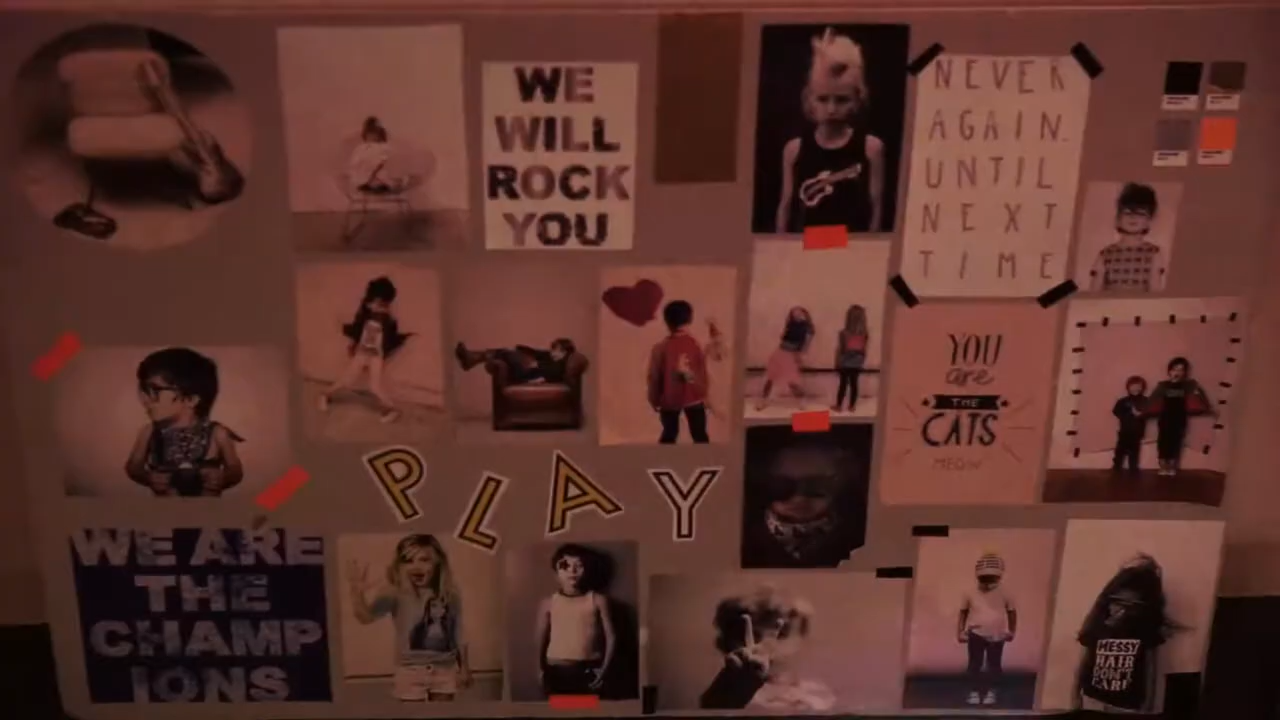 WE
WILL
ROCK
YOU
NEVER
AGAIN.
UNTIL
NEXT
TIME
YOU
are
THE
CATS
MEOW
PLAY
WE ARE
THE
CHAMP
IONS
MESSY
HAIR
DON'T
CARE